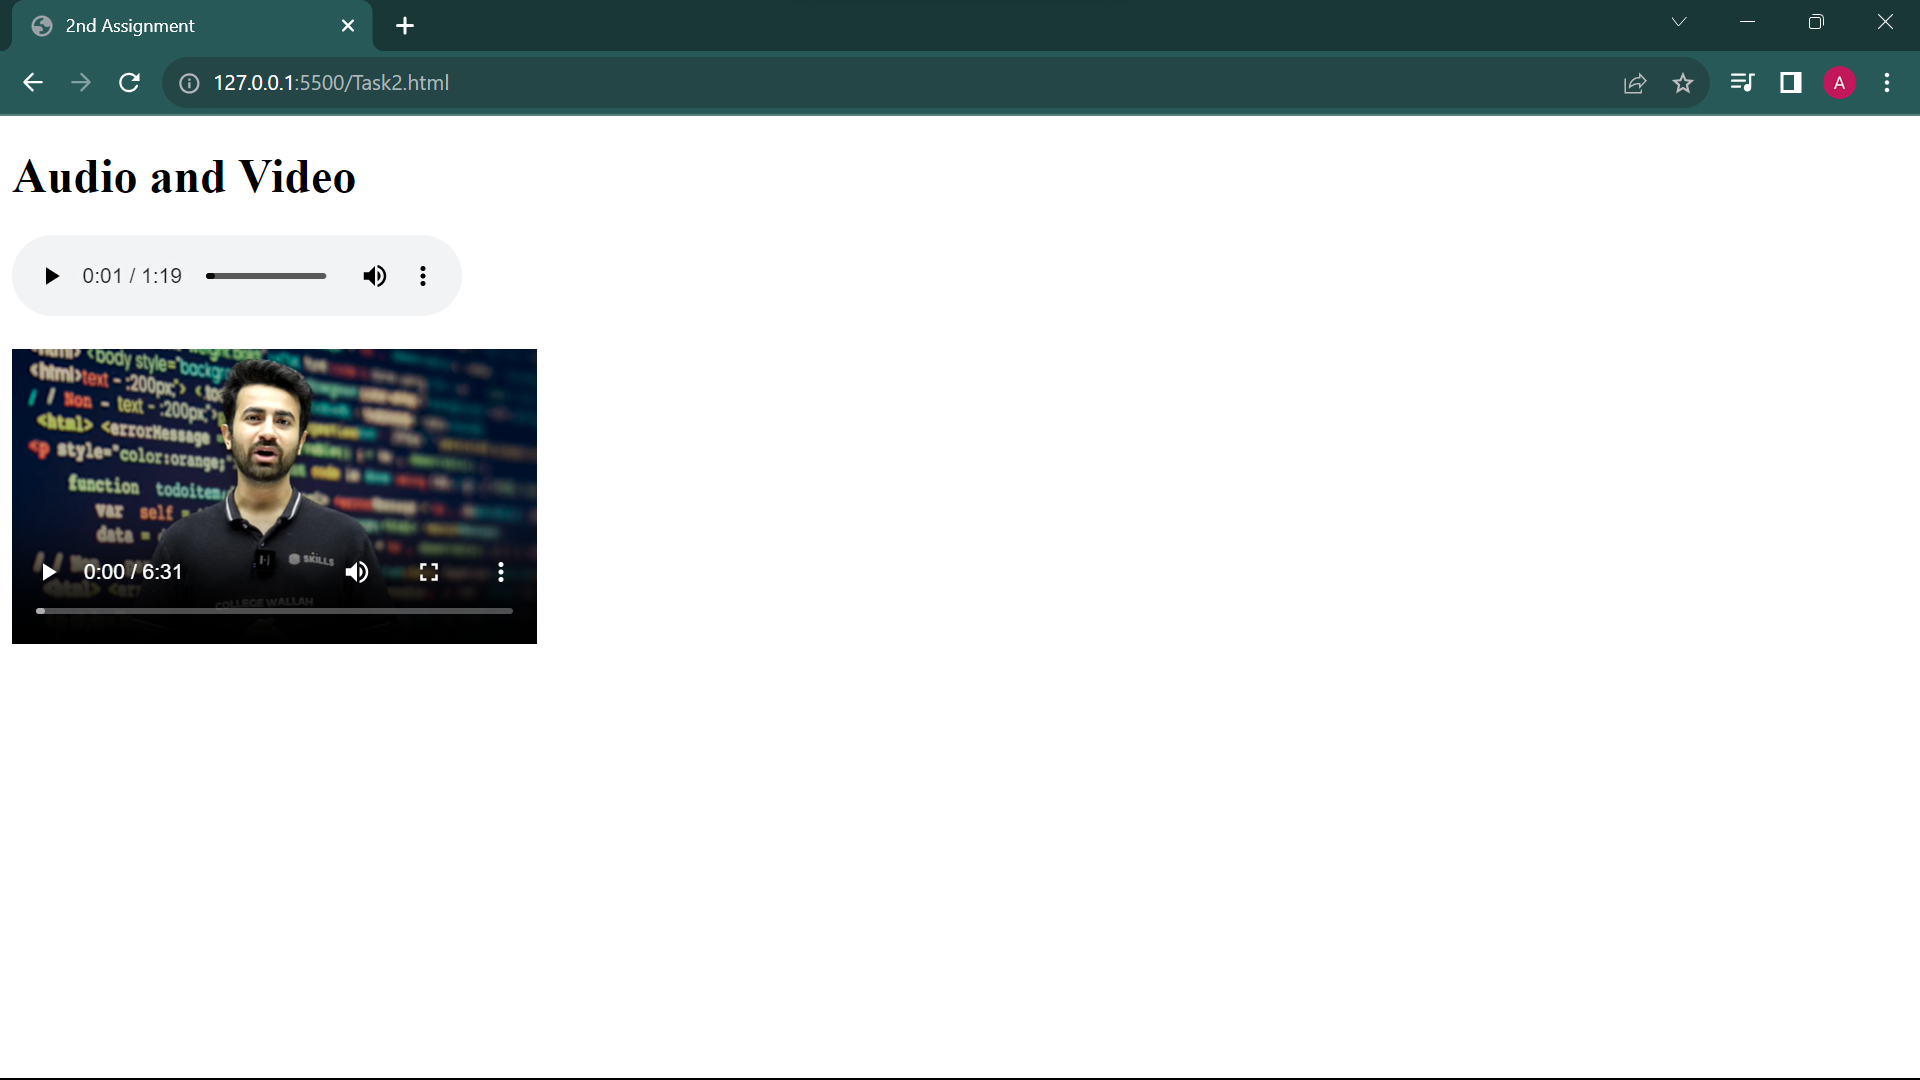 2nd Assignment
127.0.0.1:5500/Task2.html
A
Audio and Video
0:01 / 1:19
<body style="backgr
<html>text - :200px;"> <
/ / Non - text - :200px;">
<html> <errorMessage =
<p style="color:orange;"
function todoitem
var self =
data =
SKILLS
0:00 / 6:31
COLLEGE WALLAH